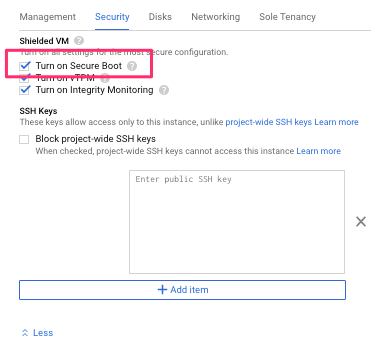 Management Security Disks Networking Sole Tenancy
Shielded VM
Turn on all settings for the most secure configuration.
Turn on Secure Boot
Turn on vTPM
Turn on Integrity Monitoring
SSH Keys
These keys allow access only to this instance, unlike project-wide SSH keys Learn more
Block project-wide SSH keys
When checked, project-wide SSH keys cannot access this instance Learn more
Enter public SSH key
+ Add item
Less